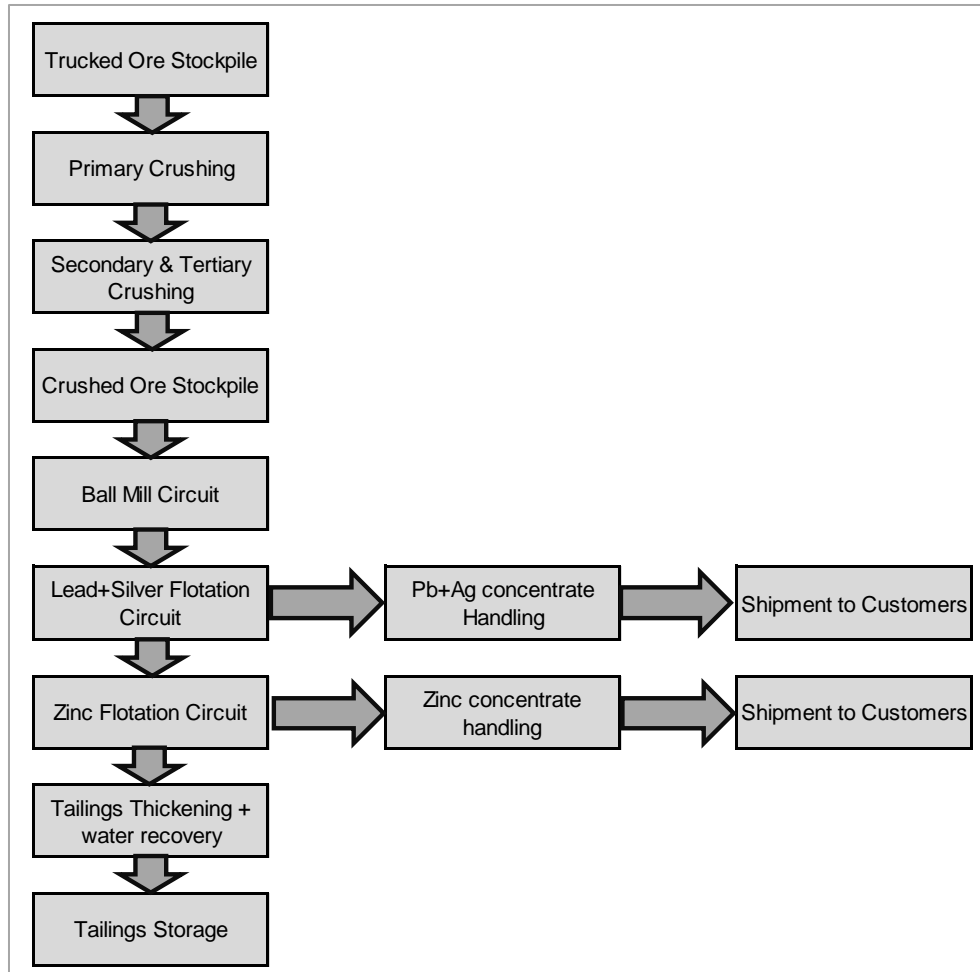 Trucked Ore Stockpile
Primary Crushing
Secondary & Tertiary
Crushing
Crushed Ore Stockpile
Ball Mill Circuit
Lead+Silver Flotation
Circuit
Pb+Ag concentrate
Handling
Shipment to Customers
Zinc Flotation Circuit
Zinc concentrate
handling
Shipment to Customers
Tailings Thickening +
water recovery
Tailings Storage